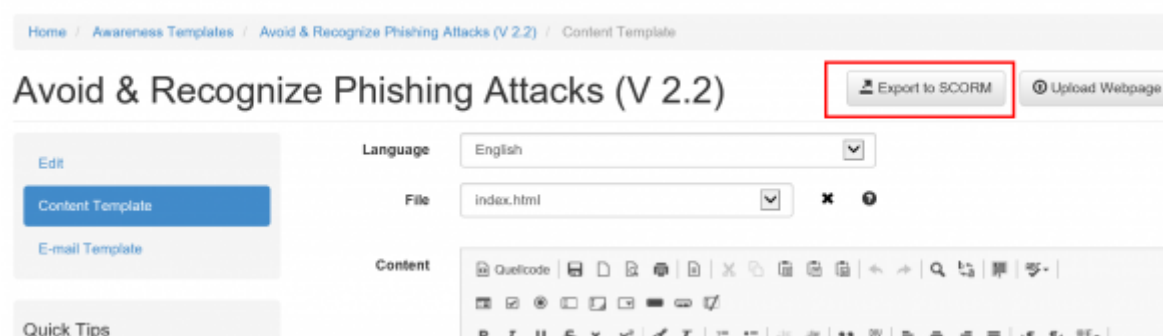 Home / Awareness Templates / Avoid & Recognize Phishing Attacks (V 2.2) / Content Template
Avoid & Recognize Phishing Attacks (V 2.2)
Export to SCORM
Upload Webpage
Edit
Content Template
E-mail Template
Quick Tips
Language
English
File
index.html
Content
Quellcode